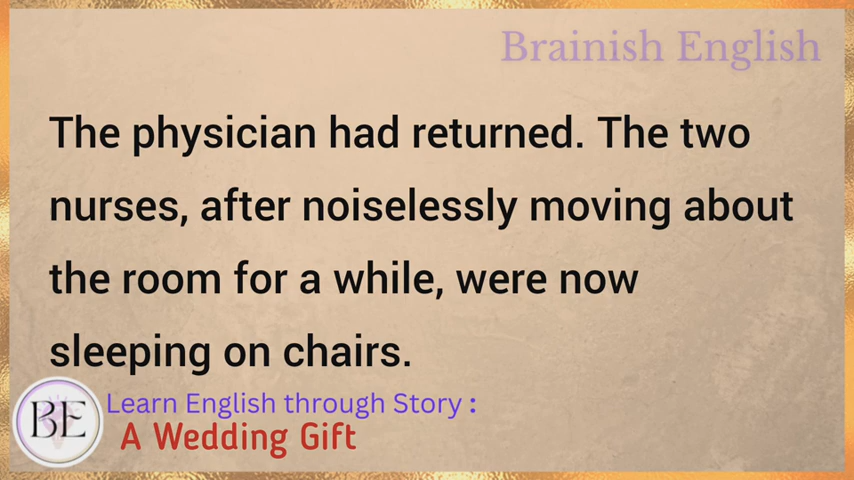 Brainish English
The physician had returned. The two
nurses, after noiselessly moving about
the room for a while, were now
sleeping on chairs.
BE
Learn English through Story :
A Wedding Gift